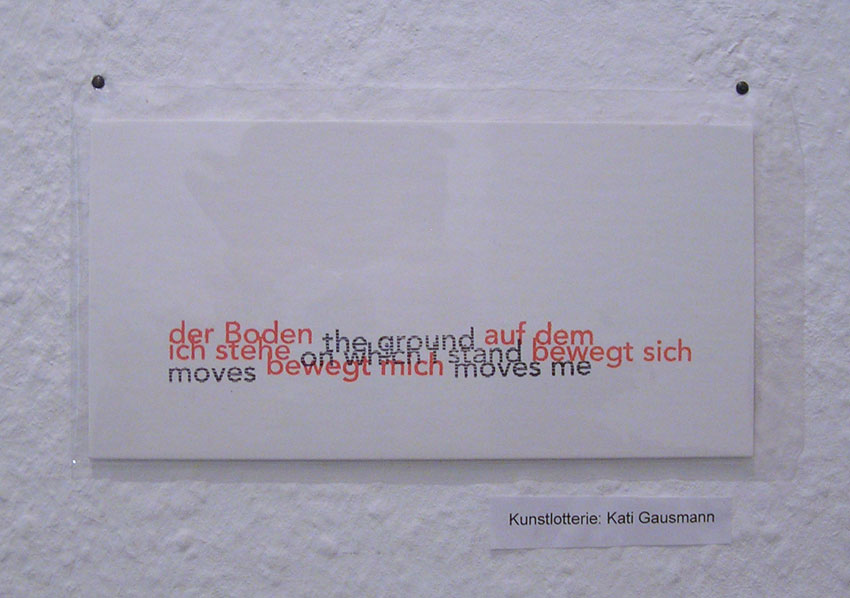 der Boden the ground auf dem
ich stehe on which I stand bewegt sich
moves bewegt mich moves me
Kunstlotterie: Kati Gausmann